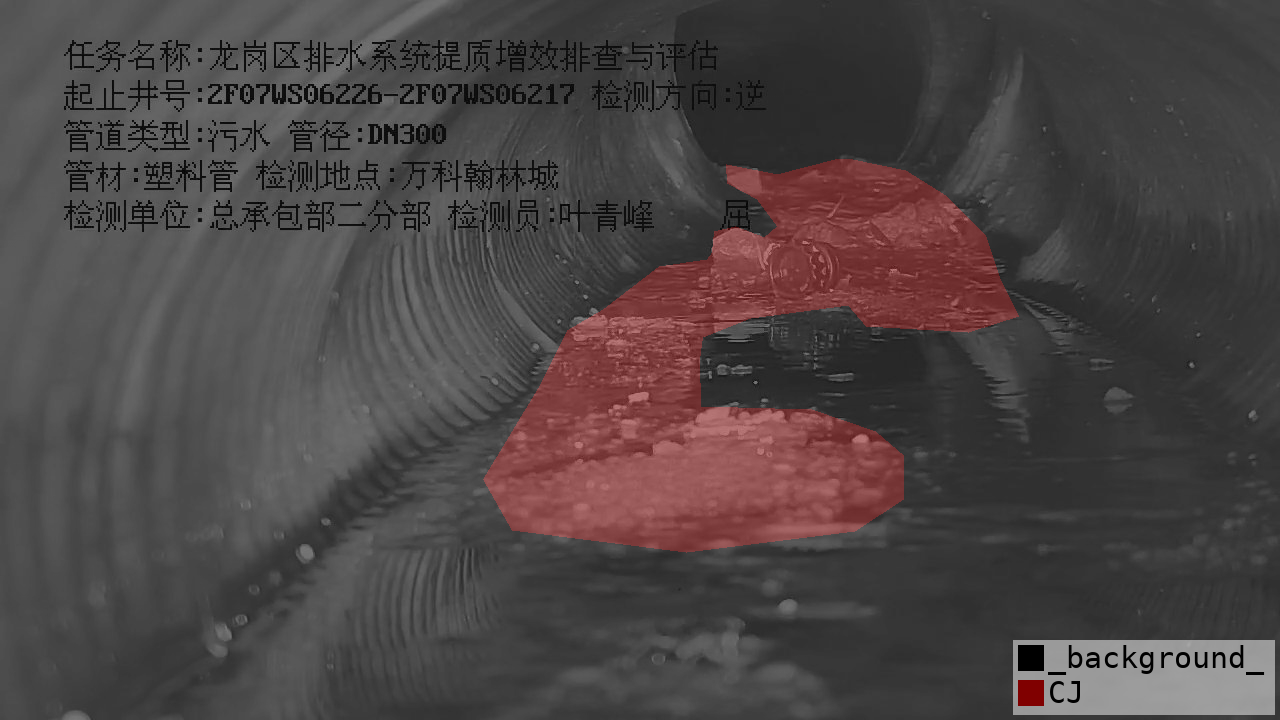 任务名称:龙岗区排水系统提质增效排查与评估
起止井号:2F07WS06226-2F07WS06217 检测方向:逆
管道类型:污水 管径:DN300
管材:塑料管 检测地点:万科翰林城
检测单位:总承包部二分部 检测员:叶青峰 屈
_background_
CJ